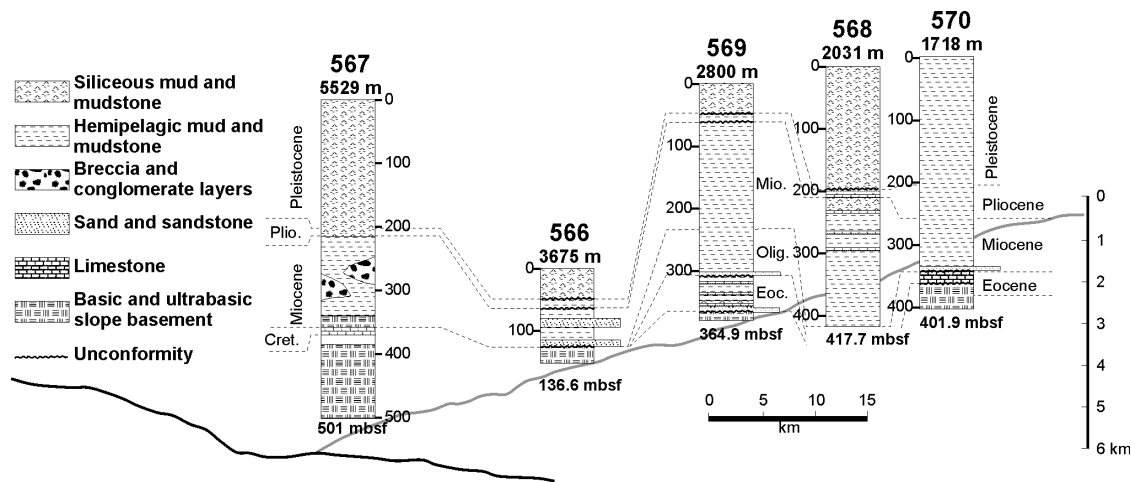 Siliceous mud and
mudstone
Hemipelagic mud and
mudstone
Breccia and
conglomerate layers
Sand and sandstone
Limestone
Basic and ultrabasic
slope basement
Unconformity
567
5529 m
0
100
200
300
400
500
501 mbsf
Pleistocene
Plio.
Miocene
Cret.
566
3675 m
0
100
136.6 mbsf
569
2800 m
0
100
200
300
364.9 mbsf
Mio.
Olig.
Eoc.
568
2031 m
0
100
200
300
400
417.7 mbsf
570
1718 m
0
100
200
300
400
401.9 mbsf
Pleistocene
Pliocene
Miocene
Eocene
0
1
2
3
4
5
6 km
0 5 10 15
km